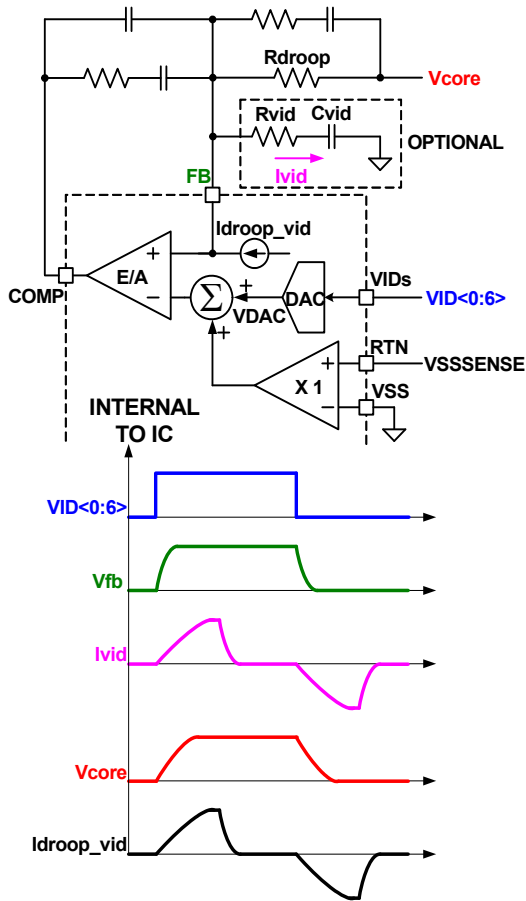 Rdroop
Vcore
Rvid
Cvid
OPTIONAL
Ivid
FB
Idroop_vid
+
E/A
−
Σ
+
+
VDAC
DAC
VIDs
VID<0:6>
COMP
RTN
+
X 1
−
VSSSENSE
VSS
INTERNAL
TO IC
VID<0:6>
Vfb
Ivid
Vcore
Idroop_vid